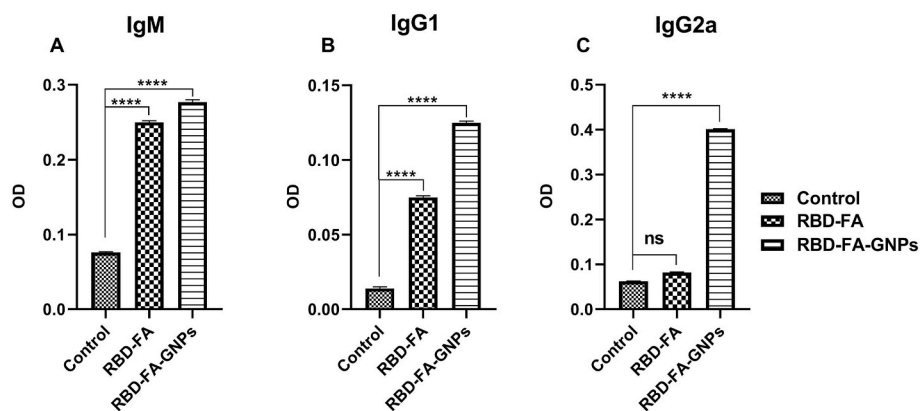 IgM
A
0.3
0.2
0.1
0.0
OD
****
****
Control
RBD-FA
RBD-FA-GNPs
IgG1
B
0.15
0.10
0.05
0.00
OD
****
****
Control
RBD-FA
RBD-FA-GNPs
IgG2a
C
0.5
0.4
0.3
0.2
0.1
0.0
OD
****
ns
Control
RBD-FA
RBD-FA-GNPs
Control
RBD-FA
RBD-FA-GNPs